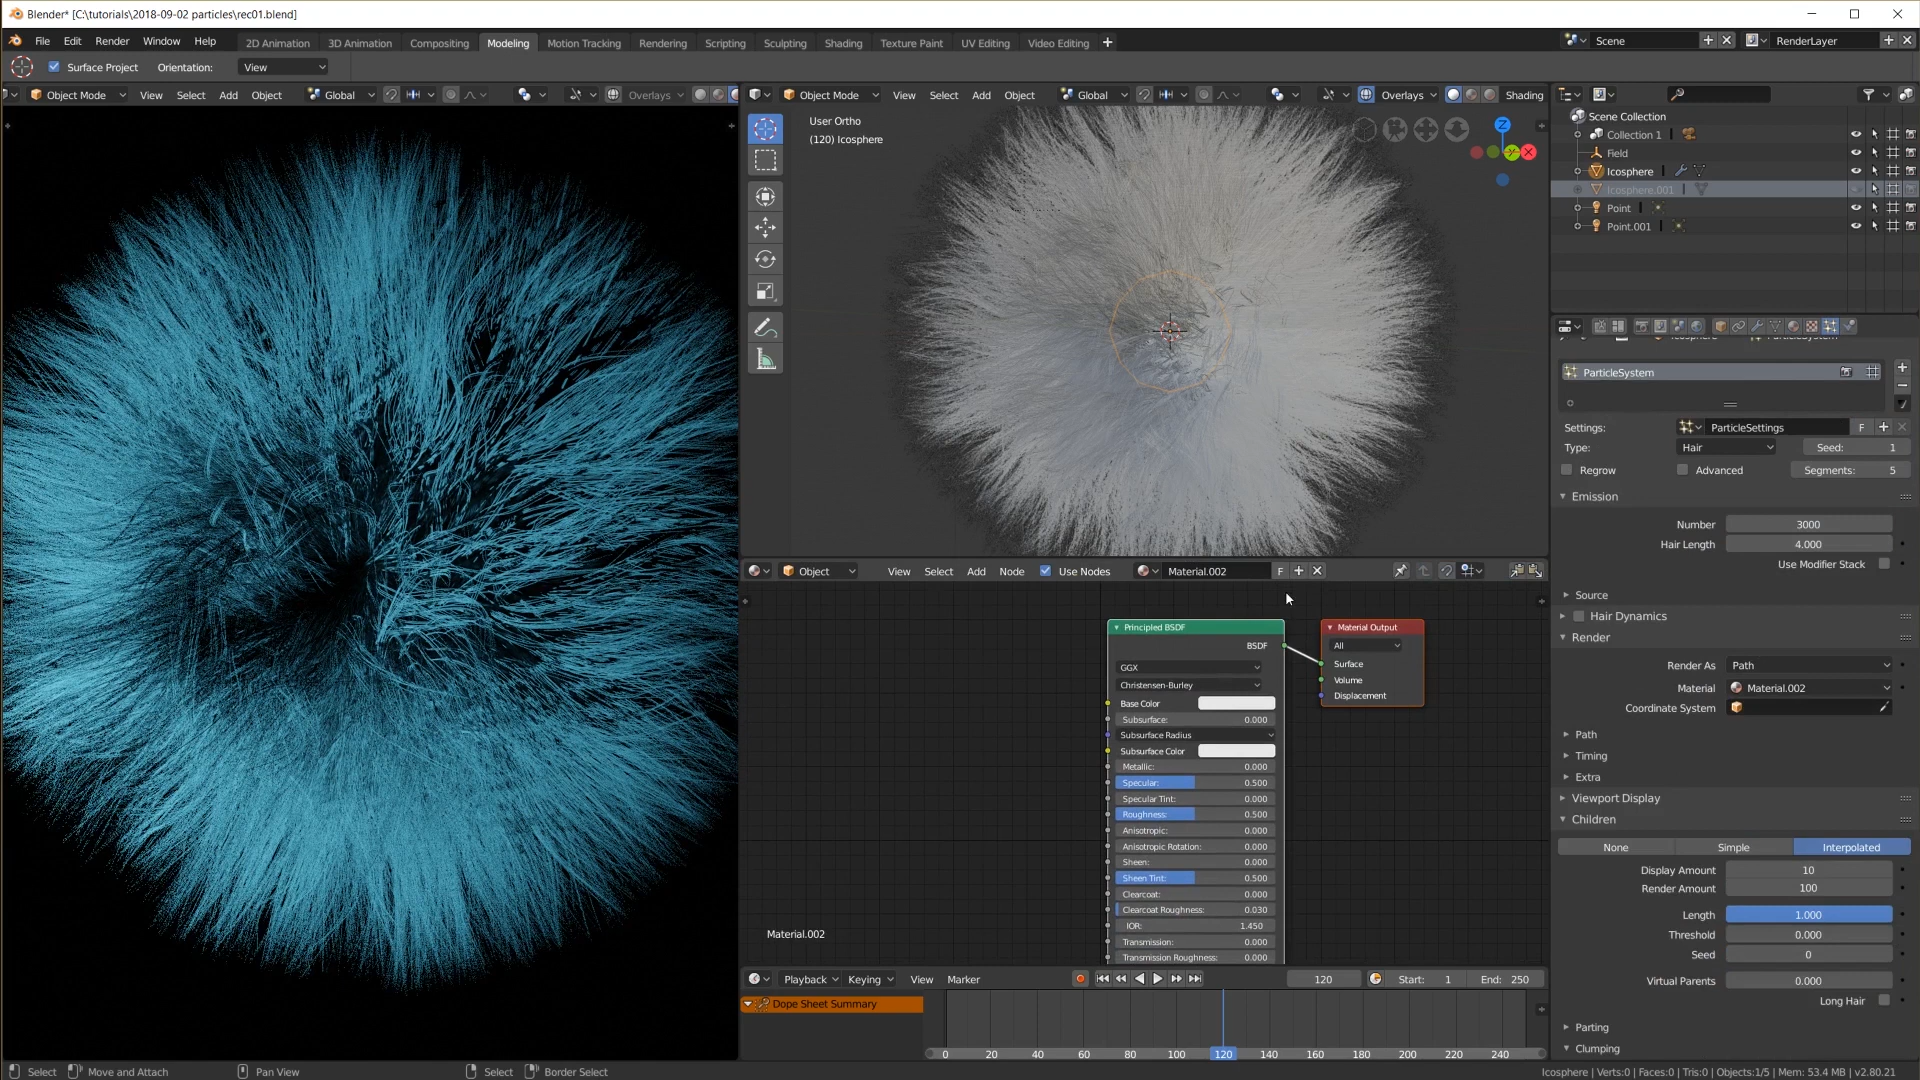 Blender* [C:\tutorials\2018-09-02 particles\rec01.blend]
File Edit Render Window Help 2D Animation 3D Animation Compositing Modeling Motion Tracking Rendering Scripting Sculpting Shading Texture Paint UV Editing Video Editing Scene RenderLayer
Surface Project Orientation: View
Object Mode View Select Add Object Global Overlays
Object Mode View Select Add Object Global Overlays Shading
User Ortho
(120) Icosphere
Z
Y
X
Scene Collection
Collection 1
Field
Icosphere
Icosphere.001
Point
Point.001
ParticleSystem
Settings: ParticleSettings F
Type: Hair Seed: 1
Regrow Advanced Segments: 5
Emission
Number 3000
Hair Length 4.000
Use Modifier Stack
Source
Hair Dynamics
Render
Render As Path
Material Material.002
Coordinate System
Path
Timing
Extra
Viewport Display
Children
None Simple Interpolated
Display Amount 10
Render Amount 100
Length 1.000
Threshold 0.000
Seed 0
Virtual Parents 0.000
Long Hair
Parting
Clumping
Object View Select Add Node Use Nodes Material.002 F
Principled BSDF
BSDF
GGX
Christensen-Burley
Base Color
Subsurface: 0.000
Subsurface Radius
Subsurface Color
Metallic: 0.000
Specular: 0.500
Specular Tint: 0.000
Roughness: 0.500
Anisotropic: 0.000
Anisotropic Rotation: 0.000
Sheen: 0.000
Sheen Tint: 0.500
Clearcoat: 0.000
Clearcoat Roughness: 0.030
IOR: 1.450
Transmission: 0.000
Transmission Roughness: 0.000
Material Output
All
Surface
Volume
Displacement
Material.002
Playback Keying View Marker 120 Start: 1 End: 250
Dope Sheet Summary
0 20 40 60 80 100 120 140 160 180 200 220 240
Select Move and Attach Pan View Select Border Select Icosphere | Verts:0 | Faces:0 | Tris:0 | Objects:1/5 | Mem: 53.4 MB | v2.80.21